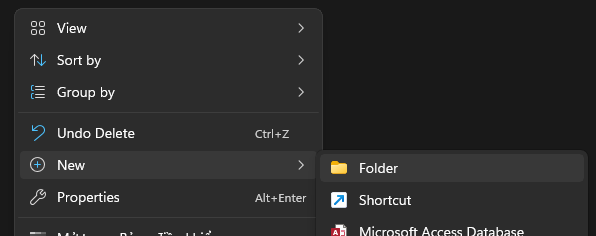 View
Sort by
Group by
Undo Delete Ctrl+Z
New
Folder
Properties Alt+Enter
Shortcut
Microsoft Access Database